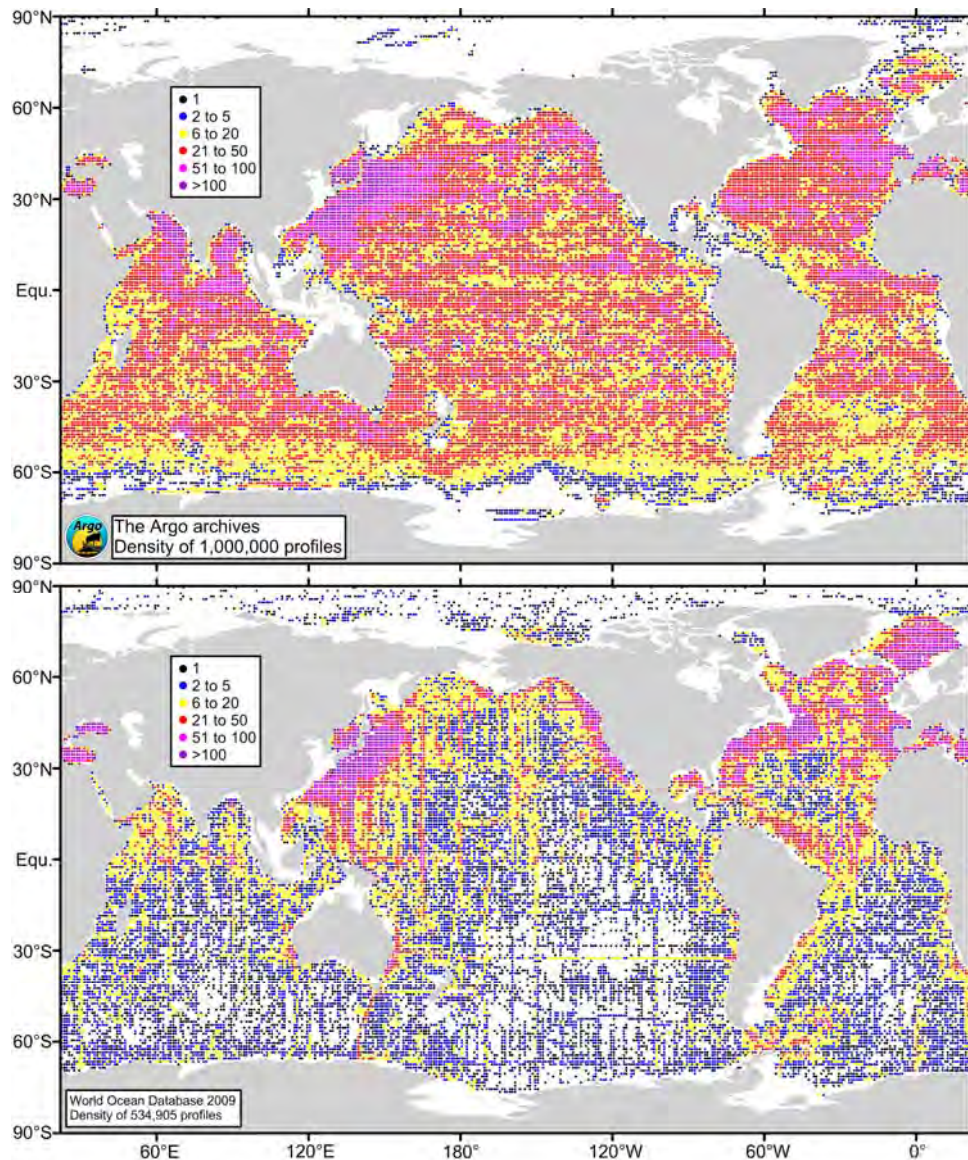 90°N
60°N
30°N
Equ.
30°S
60°S
90°S
1
2 to 5
6 to 20
21 to 50
51 to 100
>100
Argo
The Argo archives
Density of 1,000,000 profiles
90°N
60°N
30°N
Equ.
30°S
60°S
90°S
1
2 to 5
6 to 20
21 to 50
51 to 100
>100
World Ocean Database 2009
Density of 534,905 profiles
60°E 120°E 180° 120°W 60°W 0°